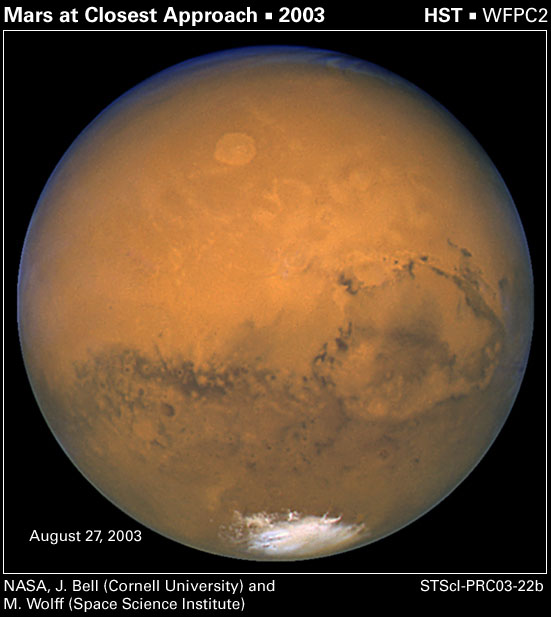 Mars at Closest Approach ▪ 2003
HST ▪ WFPC2
August 27, 2003
NASA, J. Bell (Cornell University) and
M. Wolff (Space Science Institute)
STScI-PRC03-22b